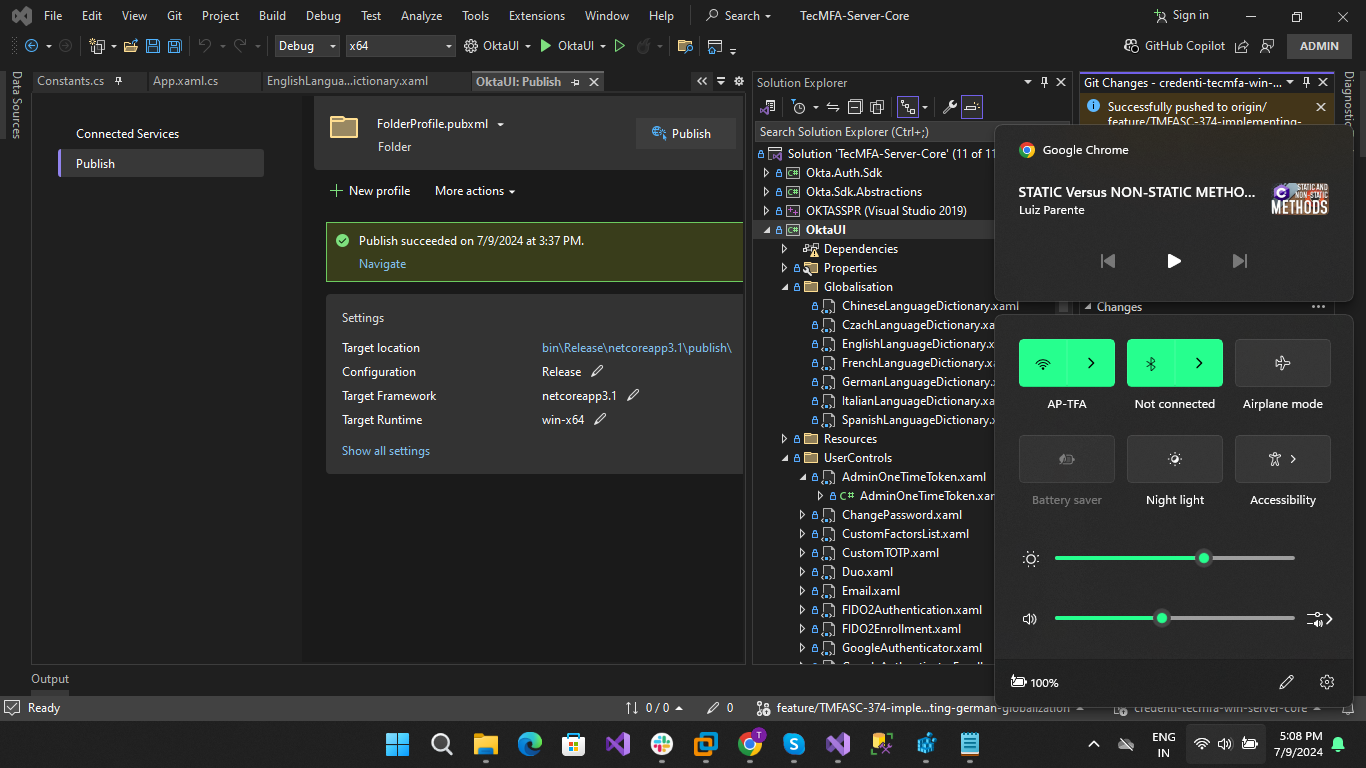 File Edit View Git Project Build Debug Test Analyze Tools Extensions Window Help Search TecMFA-Server-Core Sign in
Debug x64 OktaUI OktaUI GitHub Copilot ADMIN
Data Sources
Constants.cs App.xaml.cs EnglishLangua...ictionary.xaml OktaUI: Publish
Connected Services
Publish
FolderProfile.pubxml
Folder
Publish
New profile More actions
Publish succeeded on 7/9/2024 at 3:37 PM.
Navigate
Settings
Target location bin\Release\netcoreapp3.1\publish\
Configuration Release
Target Framework netcoreapp3.1
Target Runtime win-x64
Show all settings
Solution Explorer
Search Solution Explorer (Ctrl+;)
Solution 'TecMFA-Server-Core' (11 of 11
C# Okta.Auth.Sdk
C# Okta.Sdk.Abstractions
OKTASSPR (Visual Studio 2019)
C# OktaUI
Dependencies
Properties
Globalisation
ChineseLanguageDictionary.xaml
CzachLanguageDictionary.xa
EnglishLanguageDictionary.x
FrenchLanguageDictionary.xa
GermanLanguageDictionary.x
ItalianLanguageDictionary.xa
SpanishLanguageDictionary.
Resources
UserControls
AdminOneTimeToken.xaml
C# AdminOneTimeToken.xar
ChangePassword.xaml
CustomFactorsList.xaml
CustomTOTP.xaml
Duo.xaml
Email.xaml
FIDO2Authentication.xaml
FIDO2Enrollment.xaml
GoogleAuthenticator.xaml
Git Changes - credenti-tecmfa-win-...
Successfully pushed to origin/
feature/TMFASC-374-implementing-
Diagnostic
Google Chrome
STATIC Versus NON-STATIC METHO...
Luiz Parente
STATIC AND
NON-STATIC
METHODS
Changes
AP-TFA Not connected Airplane mode
Battery saver Night light Accessibility
100%
Output
Ready 0 / 0 0 feature/TMFASC-374-imple...ting-german-globalization credenti-tecmfa-win-server-core
T
S
ENG
IN
5:08 PM
7/9/2024